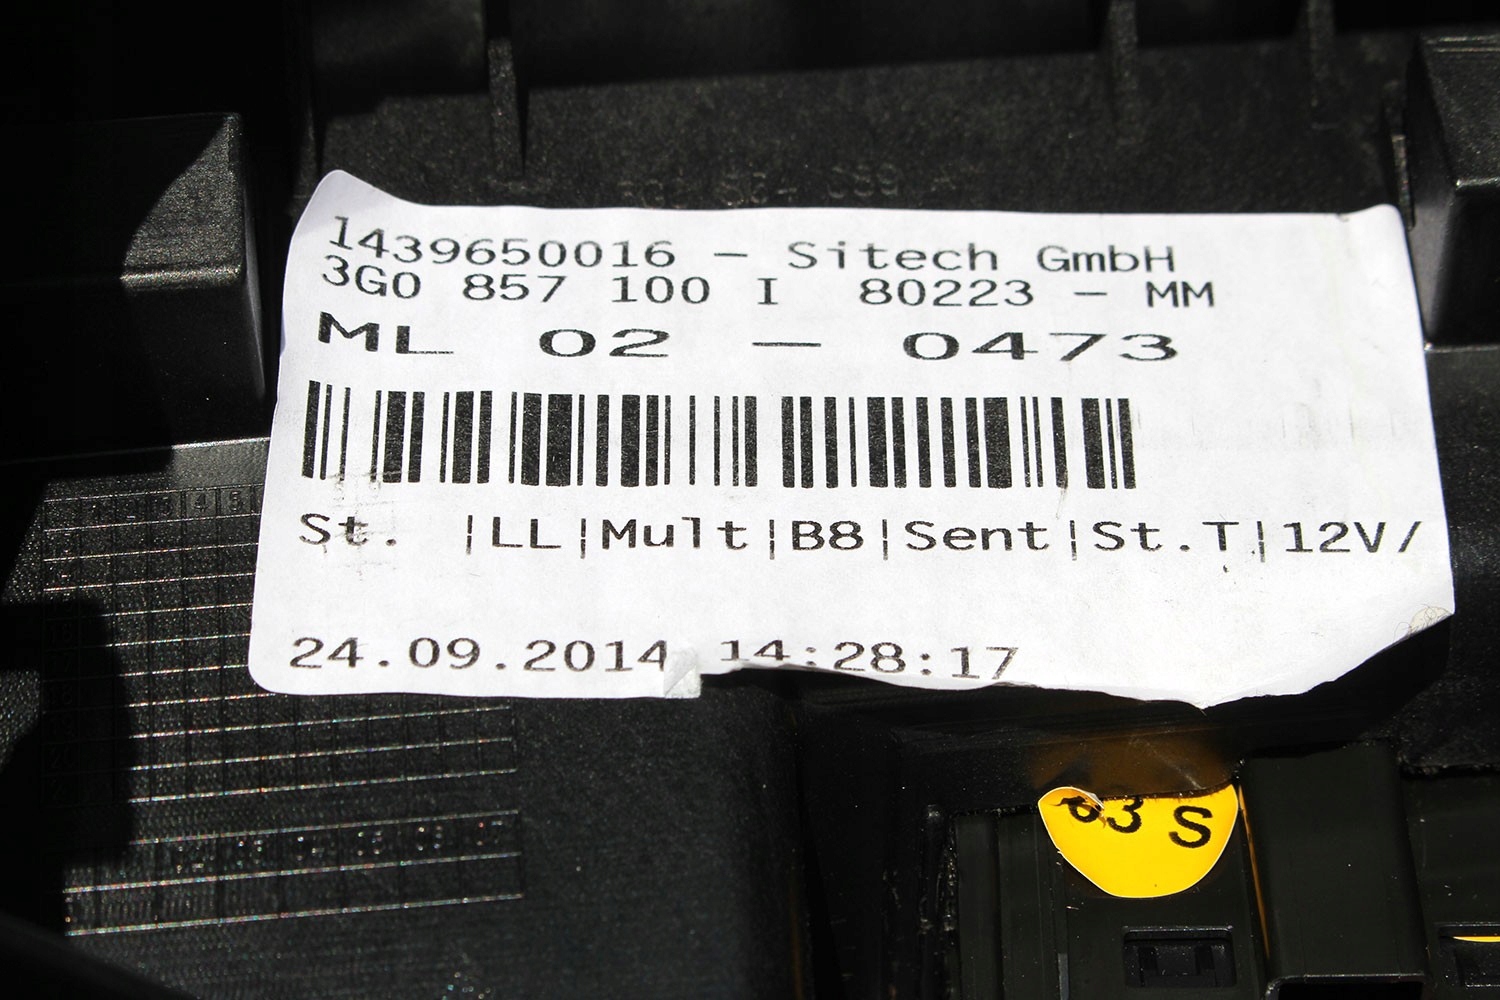 1439650016 - Sitech GmbH
3G0 857 100 I 80223 - MM
ML 02 - 0473
St. |LL|Mult|B8|Sent|St.T|12V/
24.09.2014 14:28:17
3 S